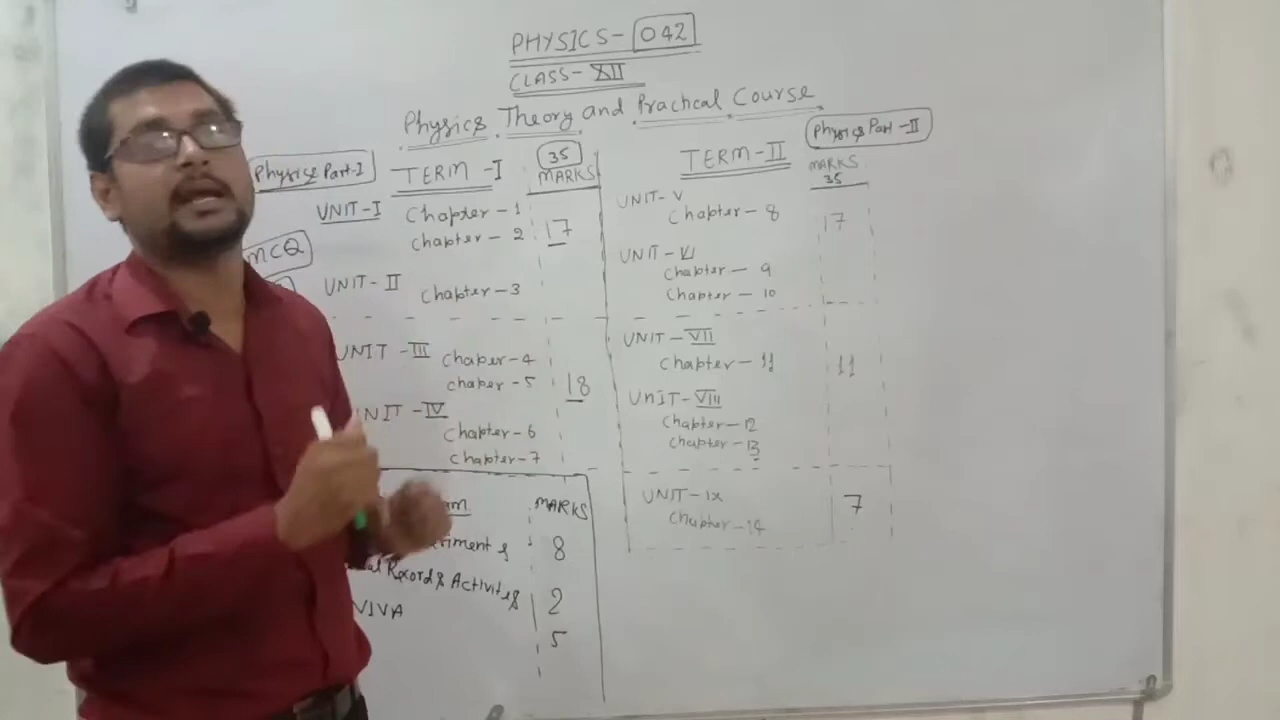 PHYSICS- 042
CLASS- XII
Physics Theory and Practical Course
Physics Part-I
TERM-I
35
MARKS
UNIT-I Chapter-1
Chapter-2 17
MCQ
UNIT-II Chapter-3
UNIT-III Chaper-4
Chaper-5 18
UNIT-IV
Chapter-6
Chapter-7
MARKS
8
Record & Activities 2
VIVA 5
TERM-II
Physics Part-II
MARKS
35
UNIT-V
Chapter-8 17
UNIT-VI
Chapter-9
Chapter-10
UNIT-VII
Chapter-11 11
UNIT-VIII
Chapter-12
Chapter-13
UNIT-IX
Chapter-14 7